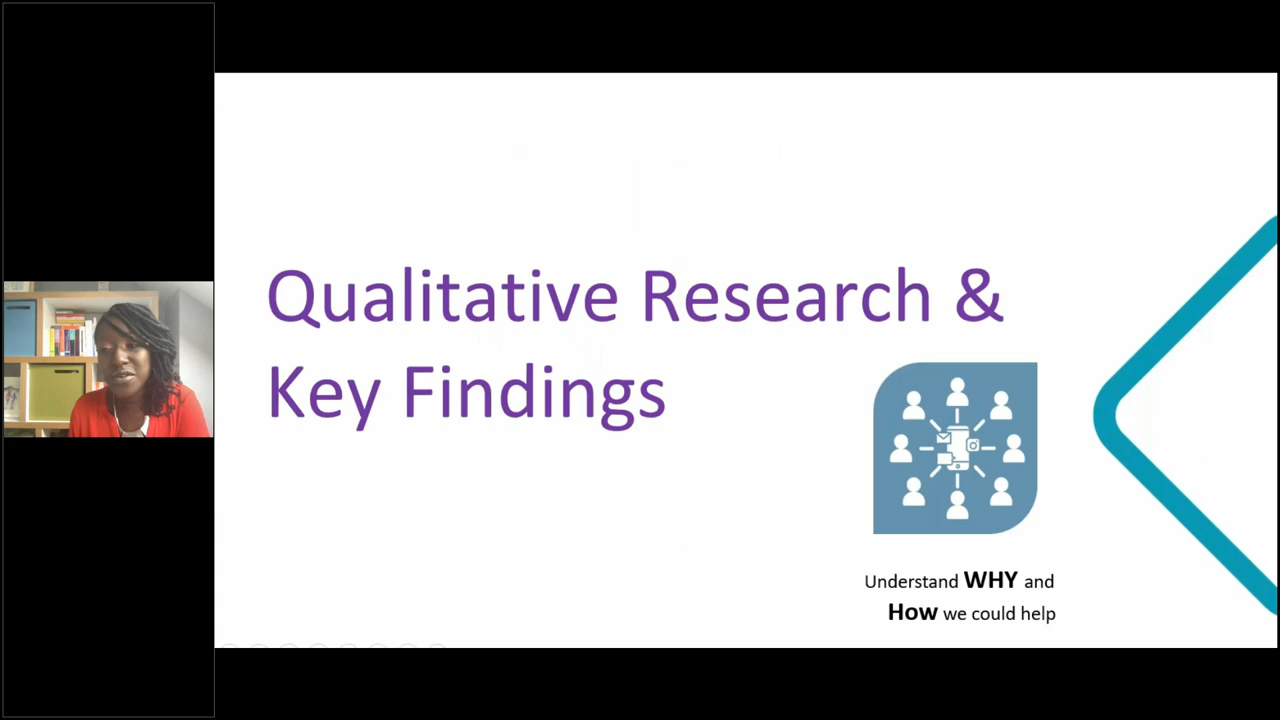 Qualitative Research &
Key Findings
Understand WHY and
How we could help